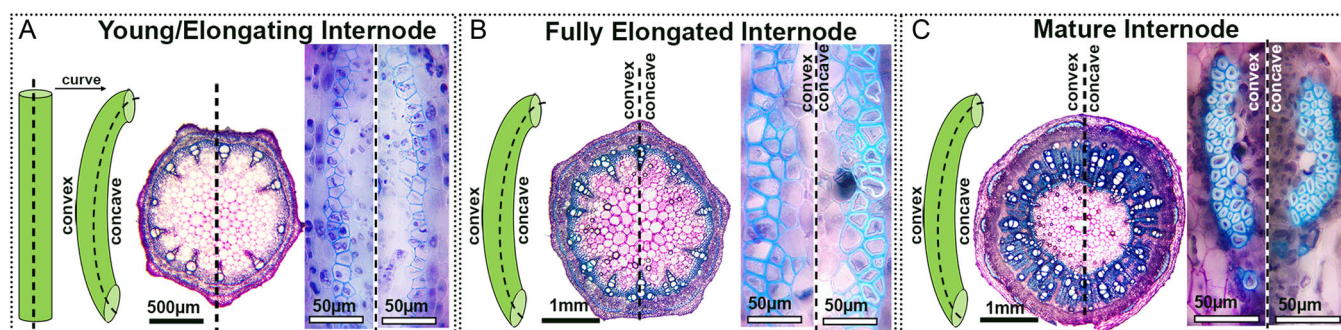 A Young/Elongating Internode
curve
convex
concave
500µm
50µm
50µm
B Fully Elongated Internode
convex
concave
convex
concave
1mm
convex
concave
50µm
50µm
C Mature Internode
convex
concave
convex
concave
1mm
convex
concave
50µm
50µm